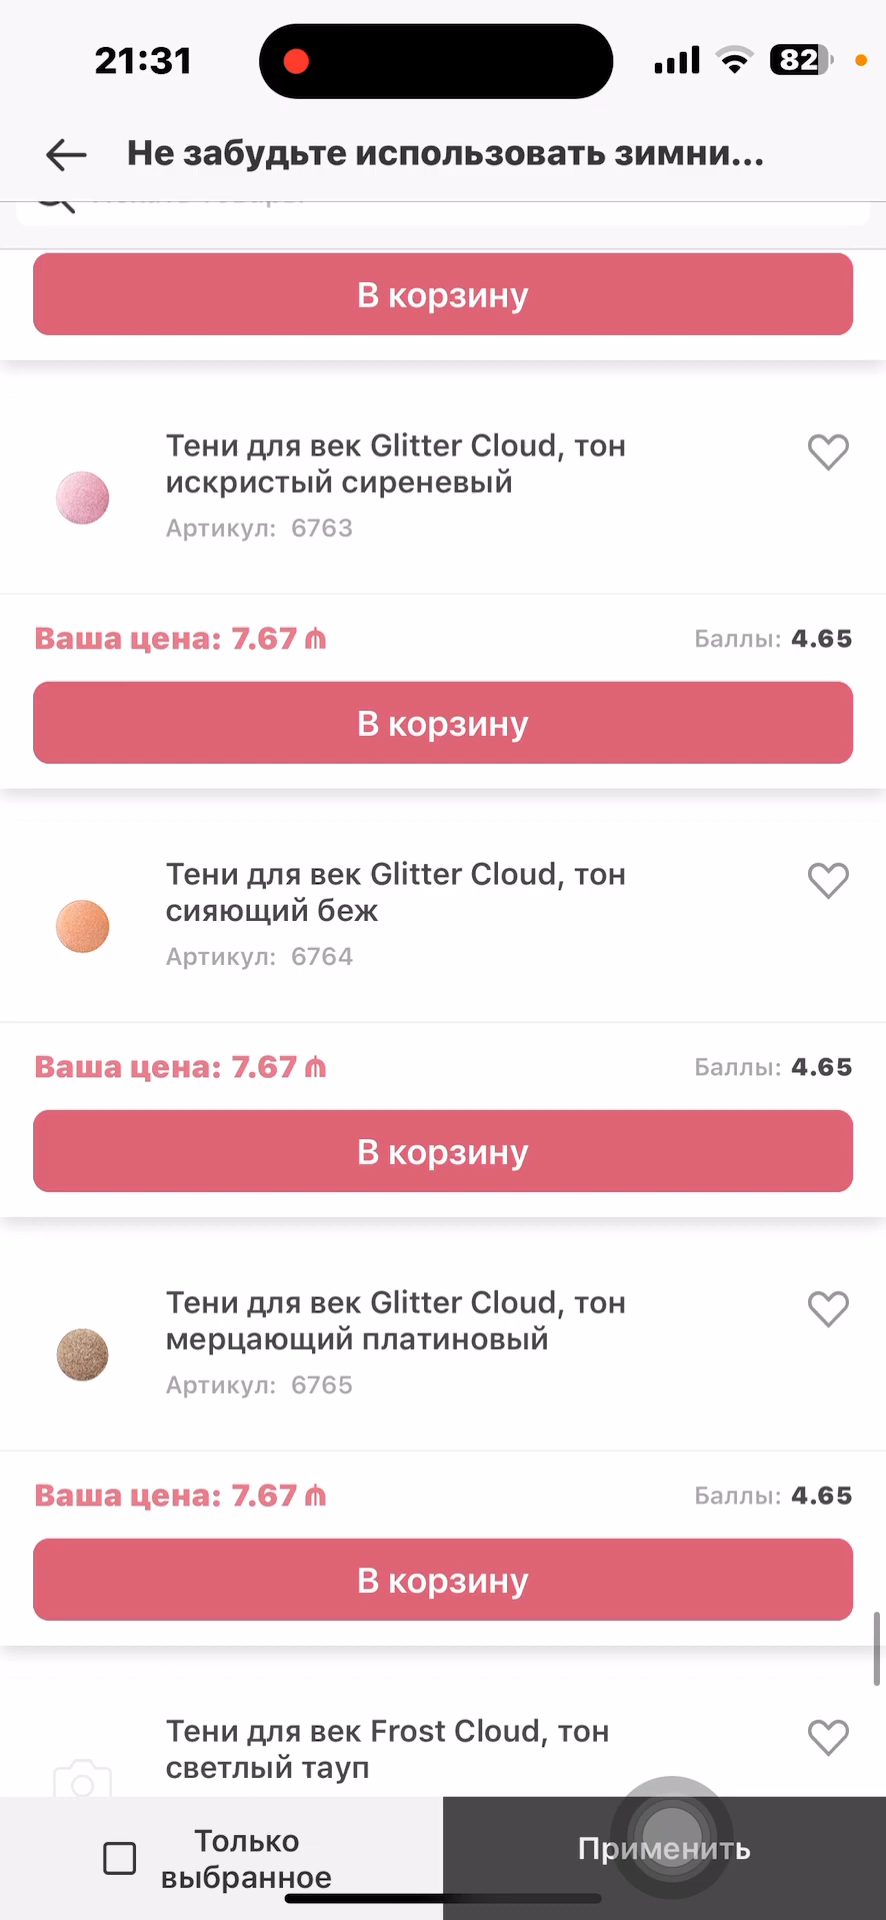 21:31
82
Не забудьте использовать зимни...
В корзину
Тени для век Glitter Cloud, тон
искристый сиреневый
Артикул: 6763
Ваша цена: 7.67 ₼
Баллы: 4.65
В корзину
Тени для век Glitter Cloud, тон
сияющий беж
Артикул: 6764
Ваша цена: 7.67 ₼
Баллы: 4.65
В корзину
Тени для век Glitter Cloud, тон
мерцающий платиновый
Артикул: 6765
Ваша цена: 7.67 ₼
Баллы: 4.65
В корзину
Тени для век Frost Cloud, тон
светлый тауп
Только
выбранное
Применить